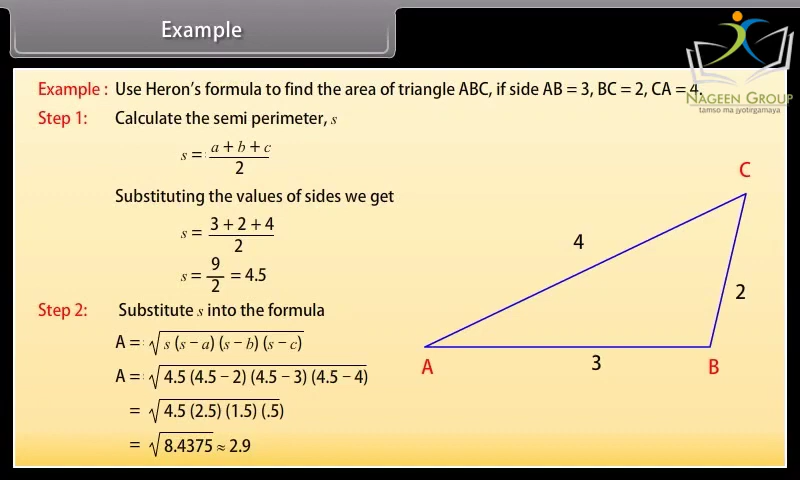 Example
NAGEEN GROUP
tamso ma jyotirgamaya
Example : Use Heron's formula to find the area of triangle ABC, if side AB = 3, BC = 2, CA = 4.
Step 1: Calculate the semi perimeter, s
s = (a + b + c)/2
Substituting the values of sides we get
s = (3 + 2 + 4)/2
s = 9/2 = 4.5
Step 2: Substitute s into the formula
A = √s (s – a) (s – b) (s – c)
A = √4.5 (4.5 – 2) (4.5 – 3) (4.5 – 4)
= √4.5 (2.5) (1.5) (.5)
= √8.4375 ≈ 2.9
C
4
2
A
3
B